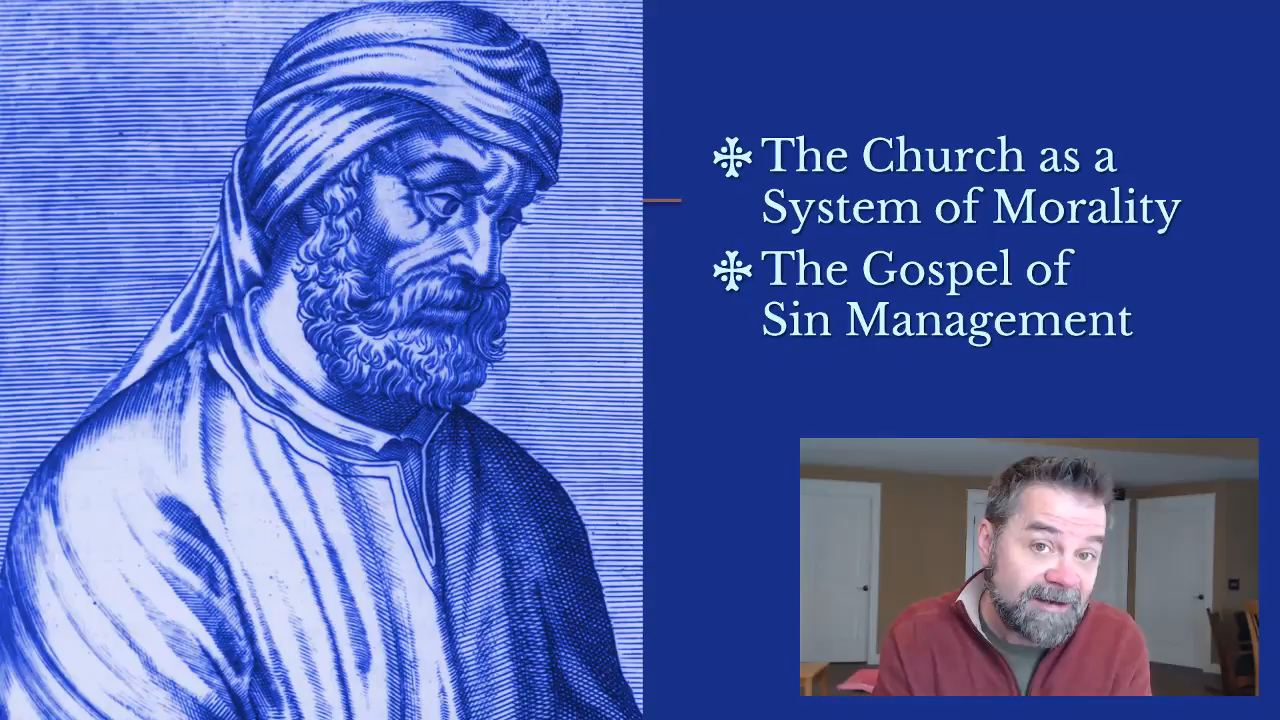 The Church as a
System of Morality
The Gospel of
Sin Management